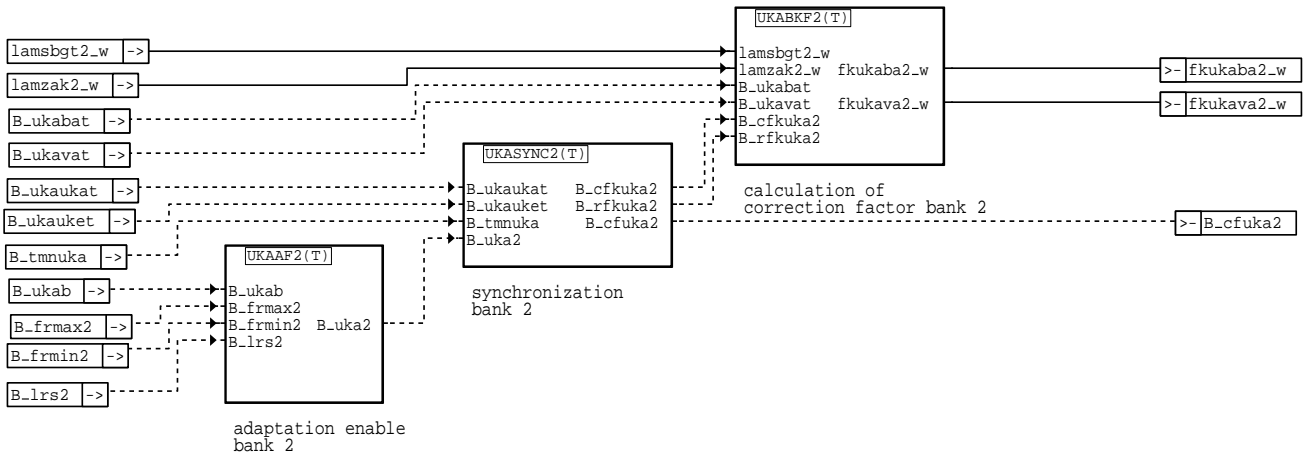 UKABKF2(T)
lamsbgt2_w ->
lamsbgt2_w
lamzak2_w fkukaba2_w
>- fkukaba2_w
lamzak2_w ->
B_ukabat
B_ukavat fkukava2_w
>- fkukava2_w
B_ukabat ->
B_cfkuka2
B_rfkuka2
B_ukavat ->
UKASYNC2(T)
B_ukaukat ->
B_ukaukat B_cfkuka2
calculation of
correction factor bank 2
B_ukauket B_rfkuka2
B_ukauket ->
B_tmnuka B_cfuka2
>- B_cfuka2
B_uka2
B_tmnuka ->
UKAAF2(T)
B_ukab ->
B_ukab
synchronization
bank 2
B_frmax2
B_frmax2 ->
B_frmin2 B_uka2
B_lrs2
B_frmin2 ->
B_lrs2 ->
adaptation enable
bank 2